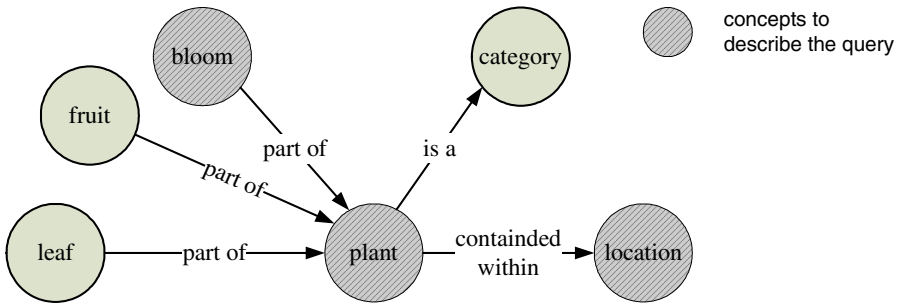 bloom
category
concepts to
describe the query
fruit
part of
is a
part of
leaf
part of
plant
containded
within
location